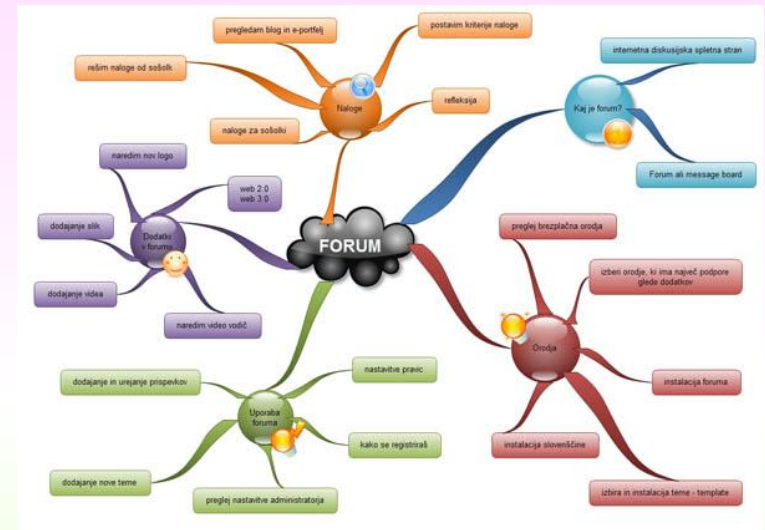 pregledam blog in e-portfelj
postavim kriterije naloge
rešim naloge od sošolk
Naloge
refleksija
naloge za sošolki
internetna diskusijska spletna stran
Kaj je forum?
Forum ali message board
naredim nov logo
web 2.0
web 3.0
dodajanje slik
Dodatki
v forumu
dodajanje videa
naredim video vodič
FORUM
preglej brezplačna orodja
izberi orodje, ki ima največ podpore
glede dodatkov
Orodja
instalacija foruma
instalacija slovenščine
izbira in instalacija teme - template
nastavitve pravic
dodajanje in urejanje prispevkov
Uporaba
foruma
kako se registriraš
dodajanje nove teme
preglej nastavitve administratorja